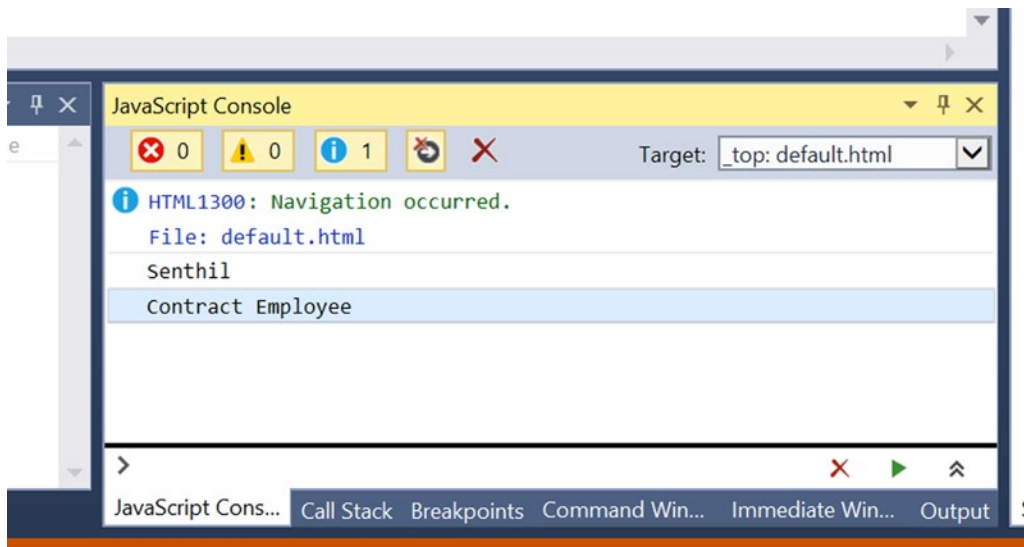 JavaScript Console
e
0 0 1 Target: _top: default.html
HTML1300: Navigation occurred.
File: default.html
Senthil
Contract Employee
>
JavaScript Cons... Call Stack Breakpoints Command Win... Immediate Win... Output